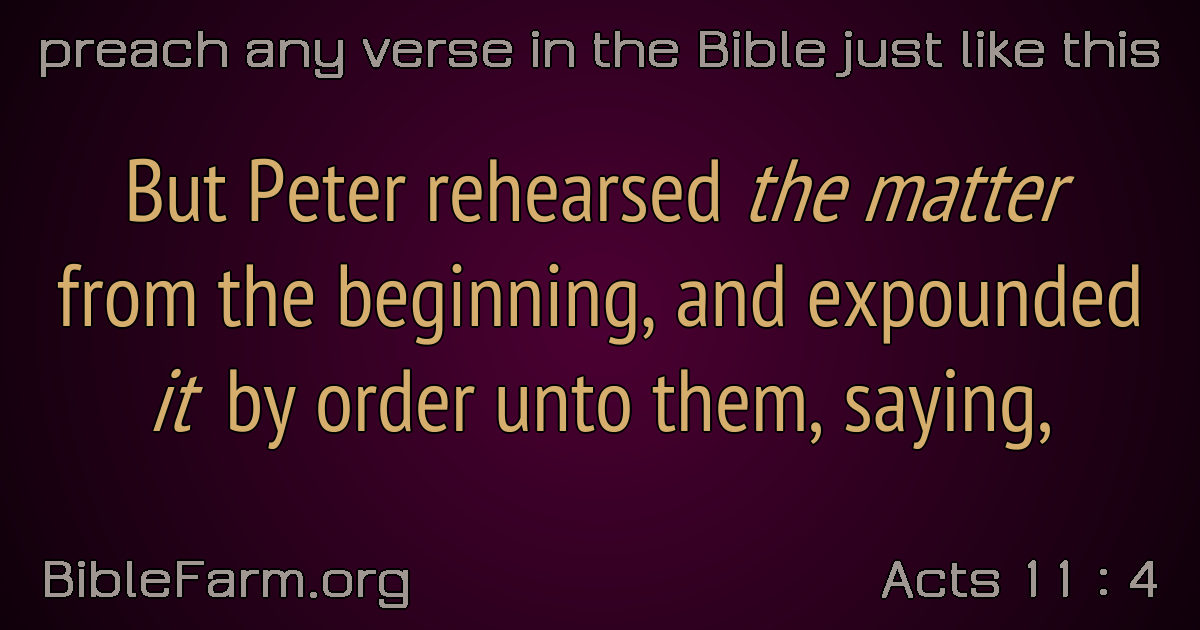 preach any verse in the Bible just like this
But Peter rehearsed the matter
from the beginning, and expounded
it by order unto them, saying,
BibleFarm.org
Acts 11 : 4